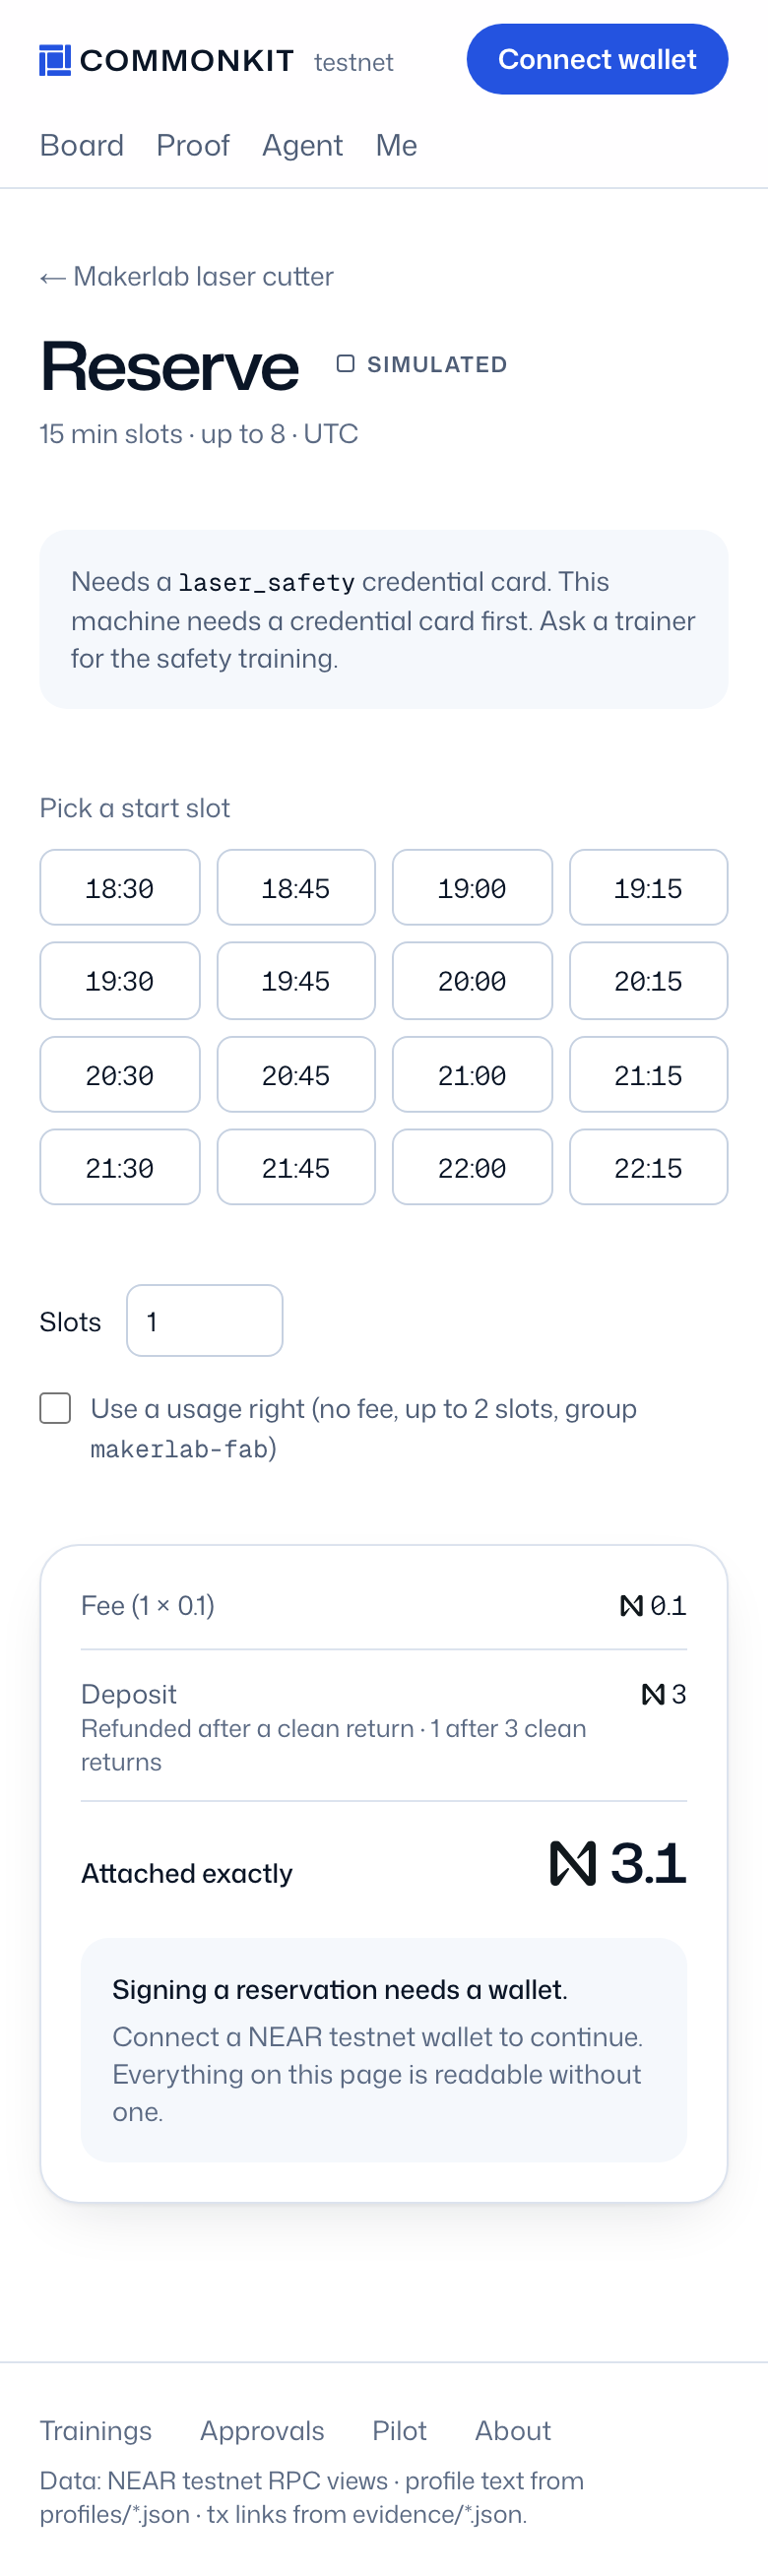 COMMONKIT testnet Connect wallet
Board Proof Agent Me
← Makerlab laser cutter
Reserve SIMULATED
15 min slots · up to 8 · UTC
Needs a laser_safety credential card. This
machine needs a credential card first. Ask a trainer
for the safety training.
Pick a start slot
18:30 18:45 19:00 19:15
19:30 19:45 20:00 20:15
20:30 20:45 21:00 21:15
21:30 21:45 22:00 22:15
Slots 1
Use a usage right (no fee, up to 2 slots, group
makerlab-fab)
Fee (1 × 0.1) 0.1
Deposit 3
Refunded after a clean return · 1 after 3 clean
returns
Attached exactly 3.1
Signing a reservation needs a wallet.
Connect a NEAR testnet wallet to continue.
Everything on this page is readable without
one.
Trainings Approvals Pilot About
Data: NEAR testnet RPC views · profile text from
profiles/*.json · tx links from evidence/*.json.